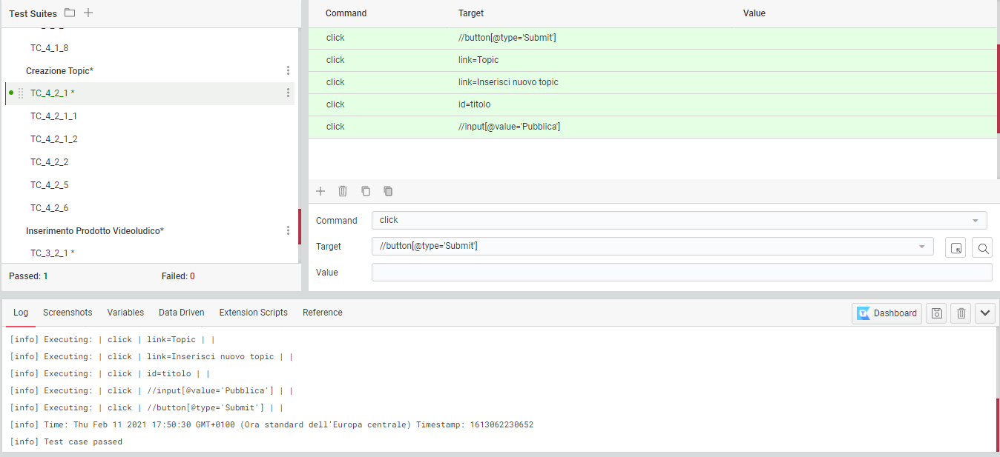 Test Suites
TC_4_1_8
Creazione Topic*
TC_4_2_1 *
TC_4_2_1_1
TC_4_2_1_2
TC_4_2_2
TC_4_2_5
TC_4_2_6
Inserimento Prodotto Videoludico*
TC_3_2_1 *
Passed: 1 Failed: 0
Command Target Value
click //button[@type='Submit']
click link=Topic
click link=Inserisci nuovo topic
click id=titolo
click //input[@value='Pubblica']
Command click
Target //button[@type='Submit']
Value
Log Screenshots Variables Data Driven Extension Scripts Reference Dashboard
[info] Executing: | click | link=Topic | |
[info] Executing: | click | link=Inserisci nuovo topic | |
[info] Executing: | click | id=titolo | |
[info] Executing: | click | //input[@value='Pubblica'] | |
[info] Executing: | click | //button[@type='Submit'] | |
[info] Time: Thu Feb 11 2021 17:50:30 GMT+0100 (Ora standard dell'Europa centrale) Timestamp: 1613062230652
[info] Test case passed